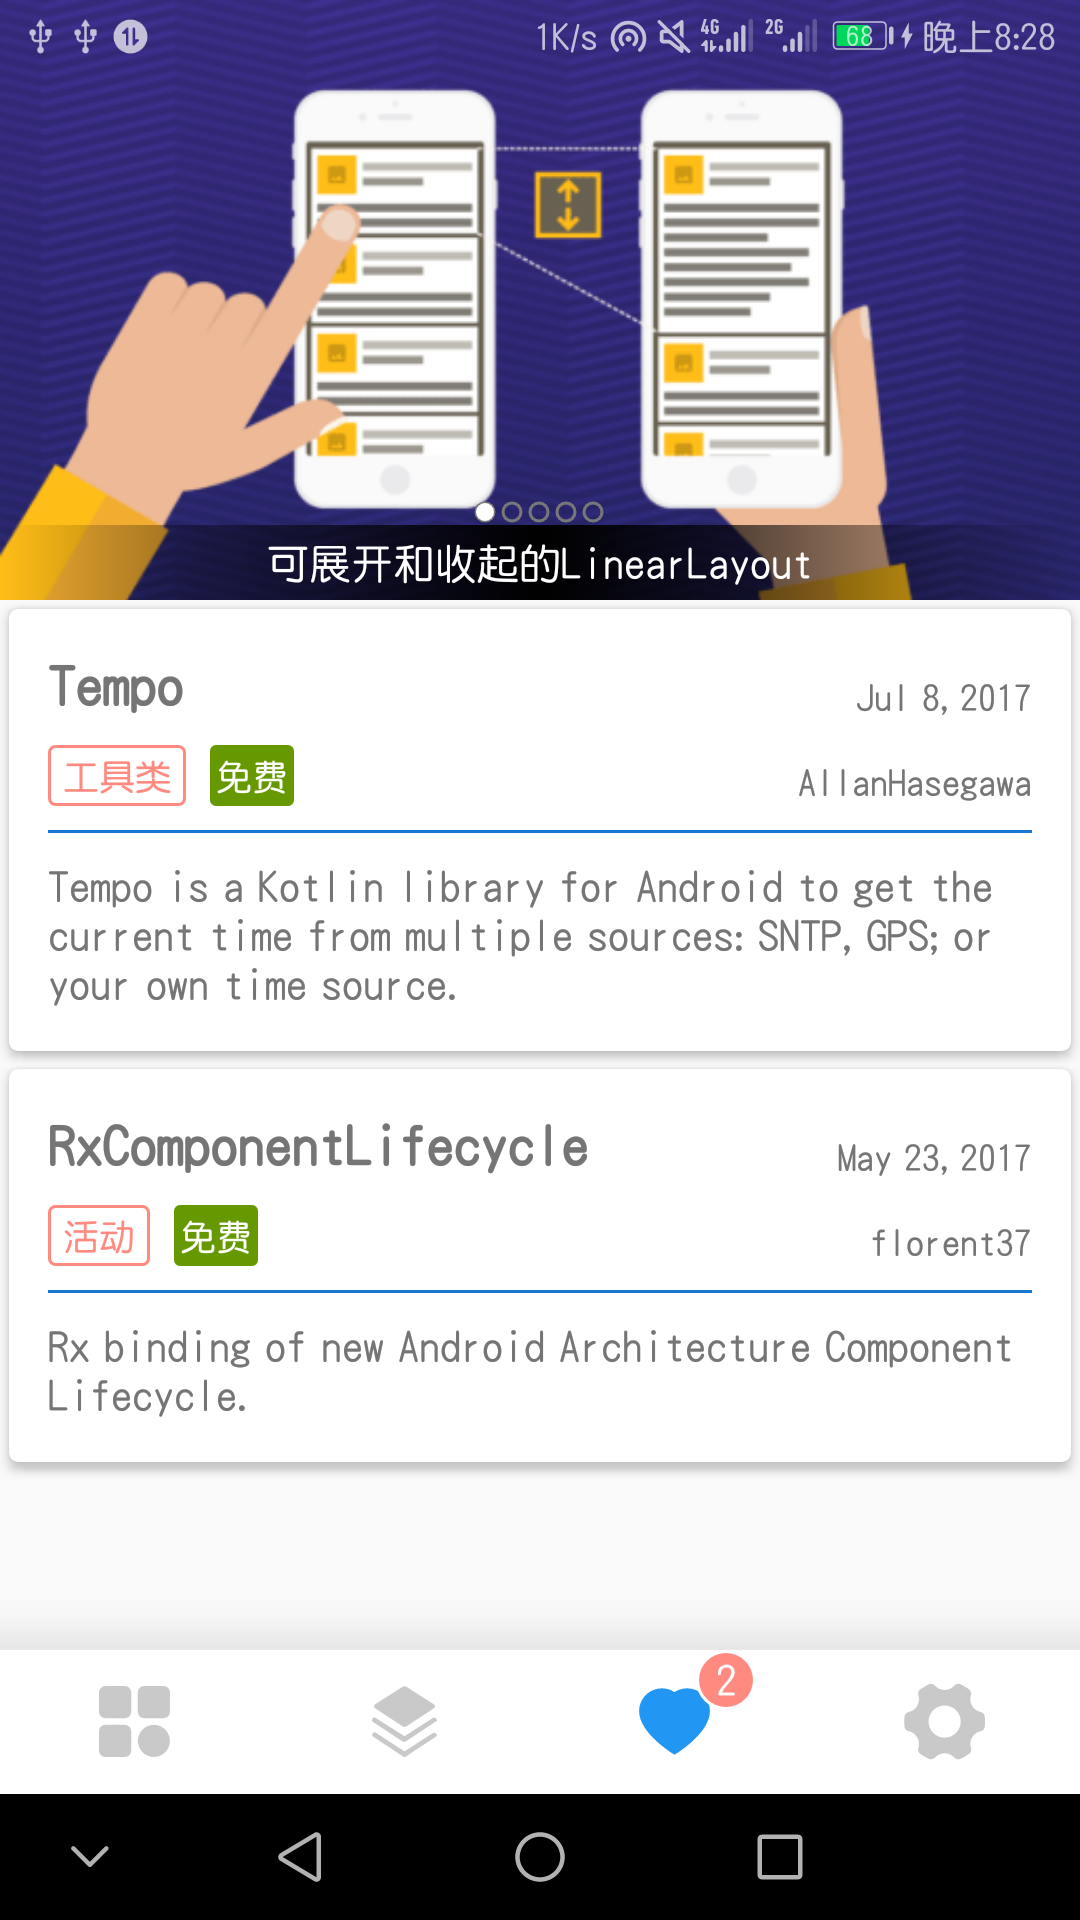 1K/s 4G 2G 68 晚上8:28
可展开和收起的LinearLayout
Tempo
Jul 8, 2017
工具类 免费
AllanHasegawa
Tempo is a Kotlin library for Android to get the
current time from multiple sources: SNTP, GPS; or
your own time source.
RxComponentLifecycle
May 23, 2017
活动 免费
florent37
Rx binding of new Android Architecture Component
Lifecycle.
2